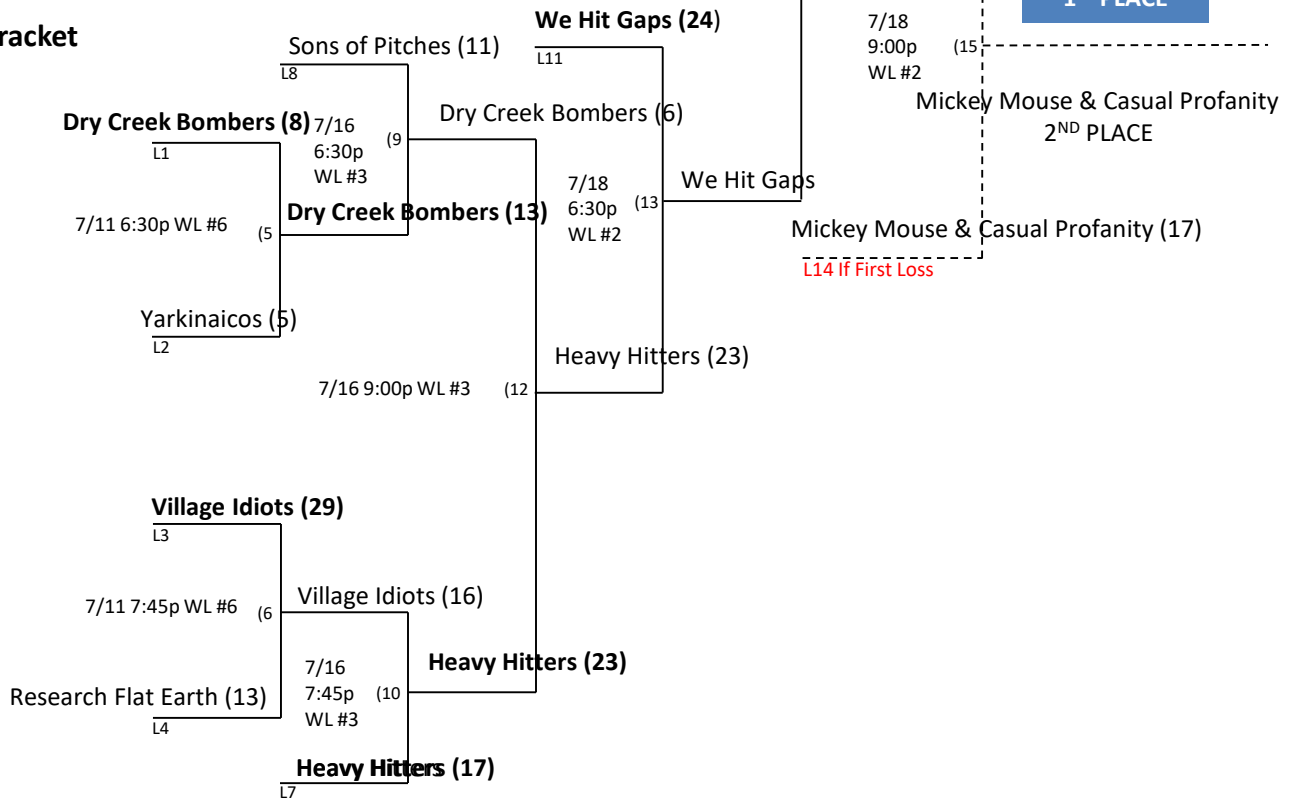 1 PLACE
We Hit Gaps (24)
L11
7/18
9:00p
WL #2
(15
racket
Sons of Pitches (11)
L8
Mickey Mouse & Casual Profanity
2ND PLACE
Dry Creek Bombers (8)
L1
7/16
6:30p
WL #3
(9
Dry Creek Bombers (6)
7/18
6:30p
WL #2
(13
We Hit Gaps
7/11 6:30p WL #6
(5
Dry Creek Bombers (13)
Mickey Mouse & Casual Profanity (17)
L14 If First Loss
Yarkinaicos (5)
L2
Heavy Hitters (23)
7/16 9:00p WL #3
(12
Village Idiots (29)
L3
7/11 7:45p WL #6
(6
Village Idiots (16)
7/16
7:45p
WL #3
(10
Heavy Hitters (23)
Research Flat Earth (13)
L4
Heavy Hitters (17)
L7